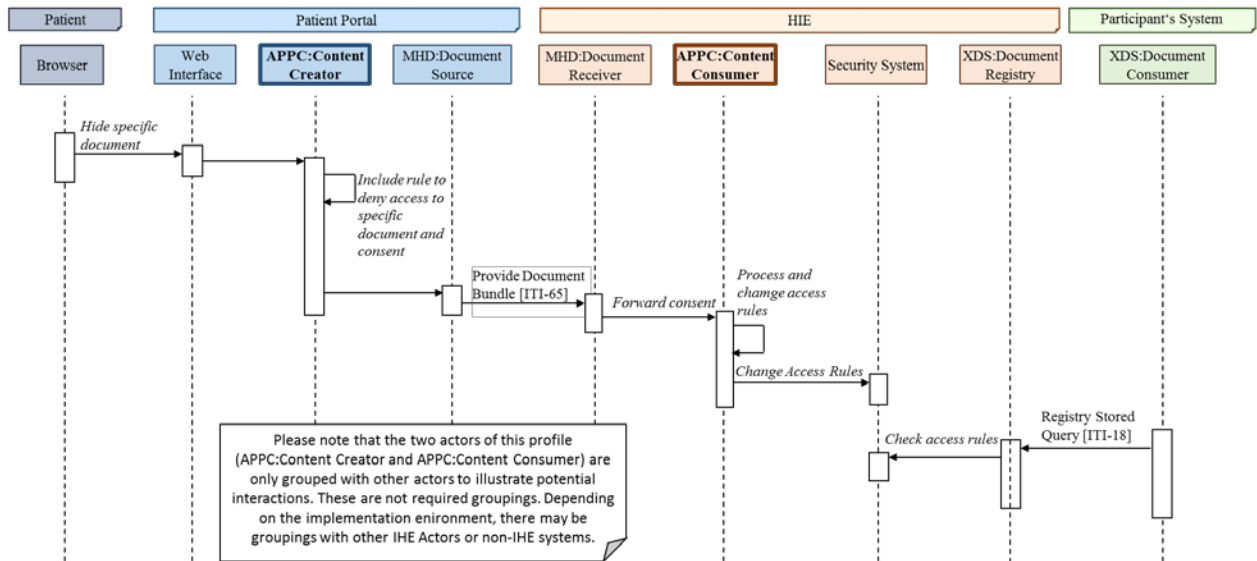 Patient
Patient Portal
HIE
Participant's System
Browser
Web
Interface
APPC:Content
Creator
MHD:Document
Source
MHD:Document
Receiver
APPC:Content
Consumer
Security System
XDS:Document
Registry
XDS:Document
Consumer
Hide specific
document
Include rule to
deny access to
specific
document and
consent
Provide Document
Bundle [ITI-65]
Forward consent
Process and
chamge access
rules
Change Access Rules
Registry Stored
Query [ITI-18]
Check access rules
Please note that the two actors of this profile
(APPC:Content Creator and APPC:Content Consumer) are
only grouped with other actors to illustrate potential
interactions. These are not required groupings. Depending
on the implementation enironment, there may be
groupings with other IHE Actors or non-IHE systems.